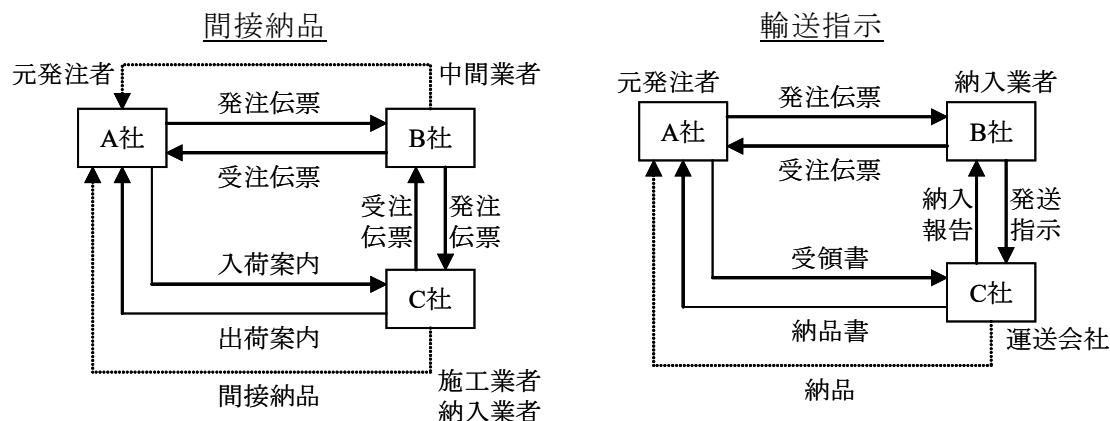 間接納品
元発注者
中間業者
発注伝票
A社
B社
受注伝票
受注
伝票
発注
伝票
入荷案内
C社
出荷案内
間接納品
施工業者
納入業者
輸送指示
元発注者
納入業者
発注伝票
A社
B社
受注伝票
納入
報告
発送
指示
受領書
C社
納品書
運送会社
納品